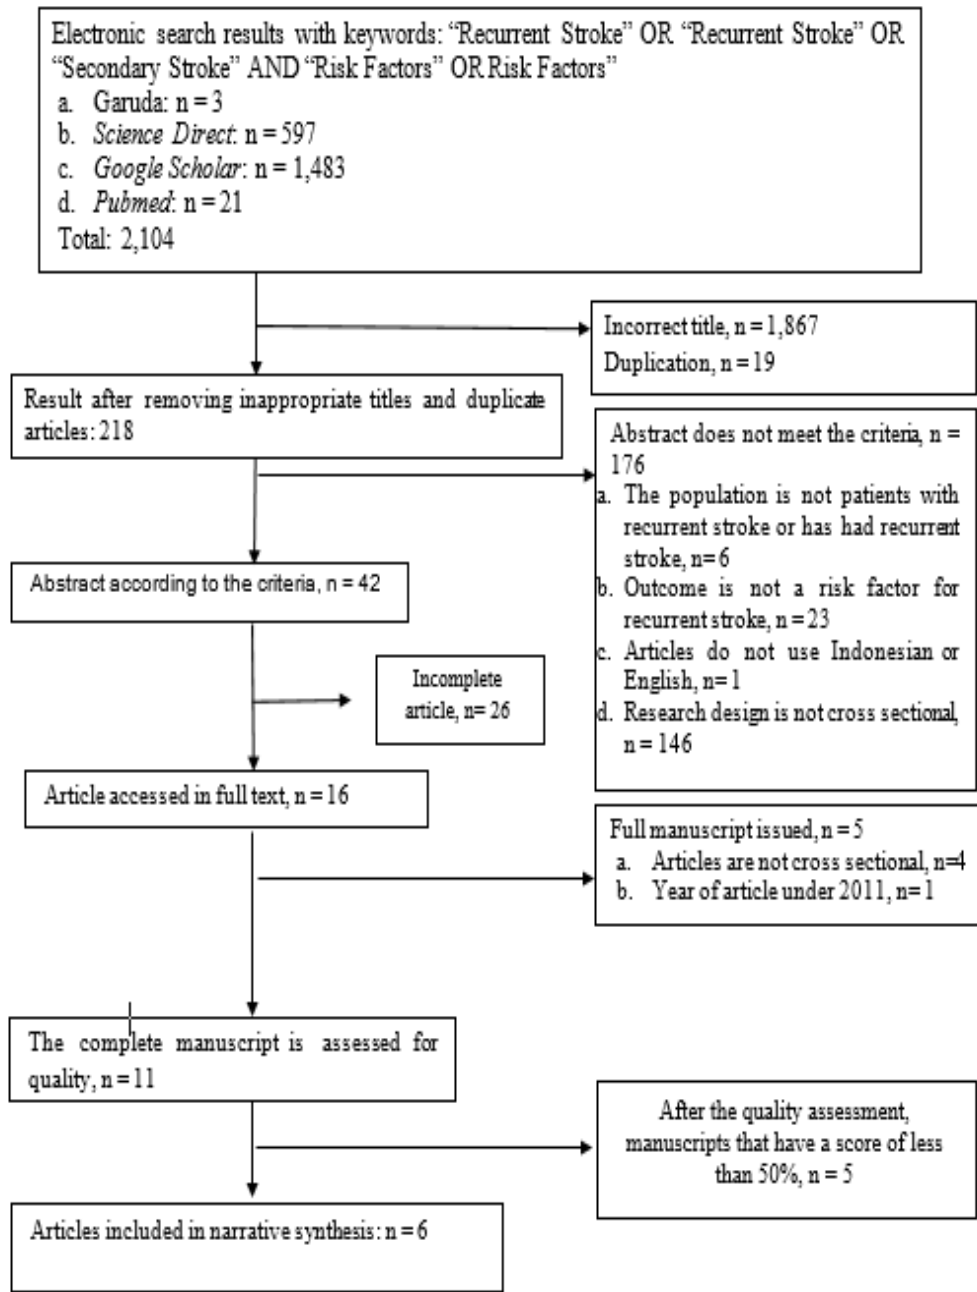 Electronic search results with keywords: “Recurrent Stroke” OR “Recurrent Stroke” OR
“Secondary Stroke” AND “Risk Factors” OR Risk Factors”
a. Garuda: n = 3
b. Science Direct: n = 597
c. Google Scholar: n = 1,483
d. Pubmed: n = 21
Total: 2,104
Incorrect title, n = 1,867
Duplication, n = 19
Result after removing inappropriate titles and duplicate
articles: 218
Abstract does not meet the criteria, n =
176
a. The population is not patients with
recurrent stroke or has had recurrent
stroke, n= 6
b. Outcome is not a risk factor for
recurrent stroke, n = 23
c. Articles do not use Indonesian or
English, n= 1
d. Research design is not cross sectional,
n = 146
Abstract according to the criteria, n = 42
Incomplete
article, n= 26
Article accessed in full text, n = 16
Full manuscript issued, n = 5
a. Articles are not cross sectional, n=4
b. Year of article under 2011, n= 1
The complete manuscript is assessed for
quality, n = 11
After the quality assessment,
manuscripts that have a score of less
than 50%, n = 5
Articles included in narrative synthesis: n = 6